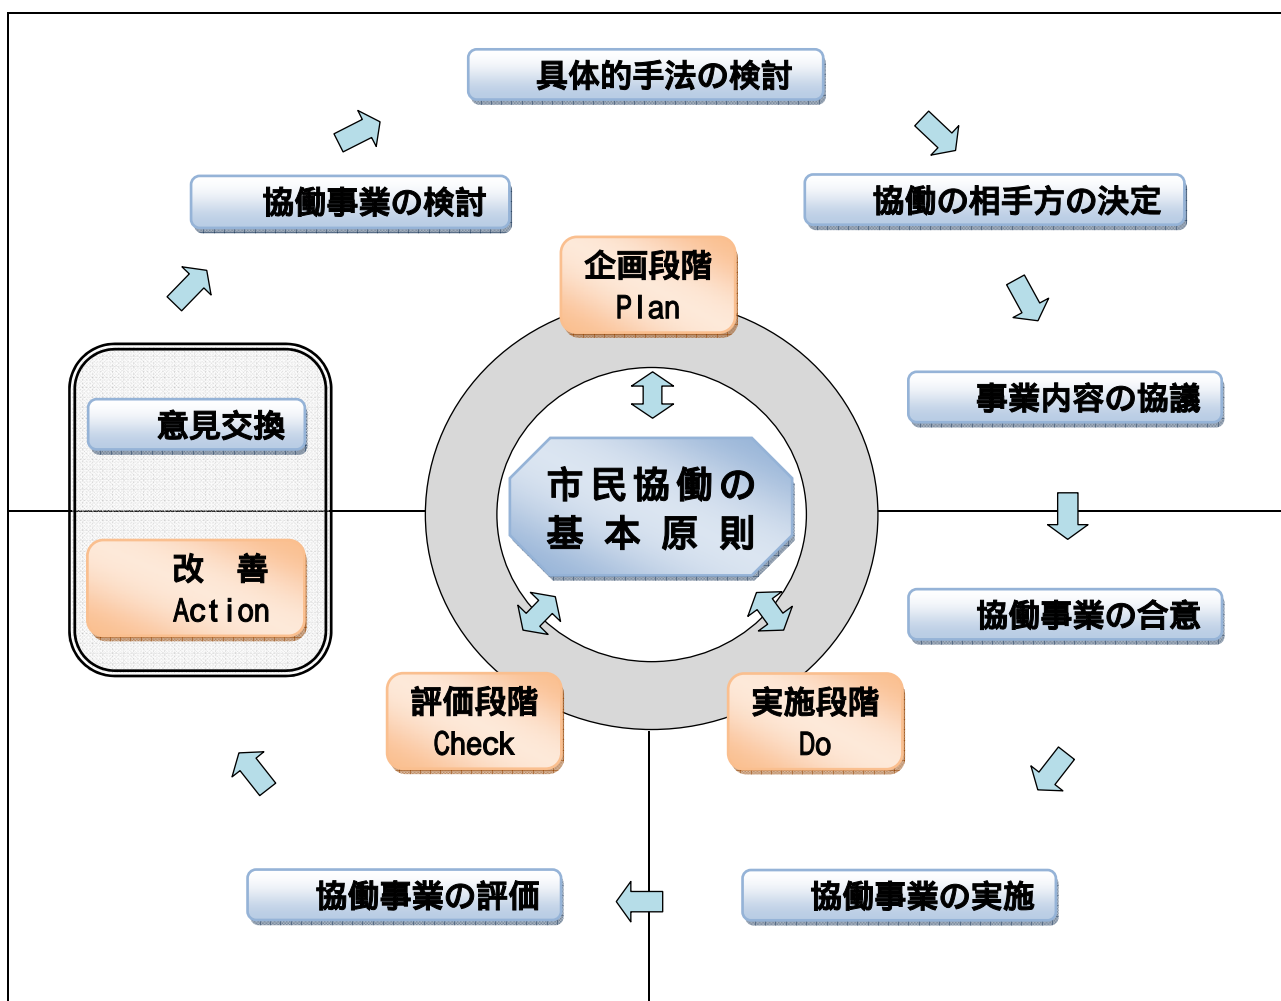 具体的手法の検討
協働事業の検討
協働の相手方の決定
企画段階
Plan
事業内容の協議
意見交換
市民協働の
基本原則
改 善
Action
協働事業の合意
評価段階
Check
実施段階
Do
協働事業の評価
協働事業の実施